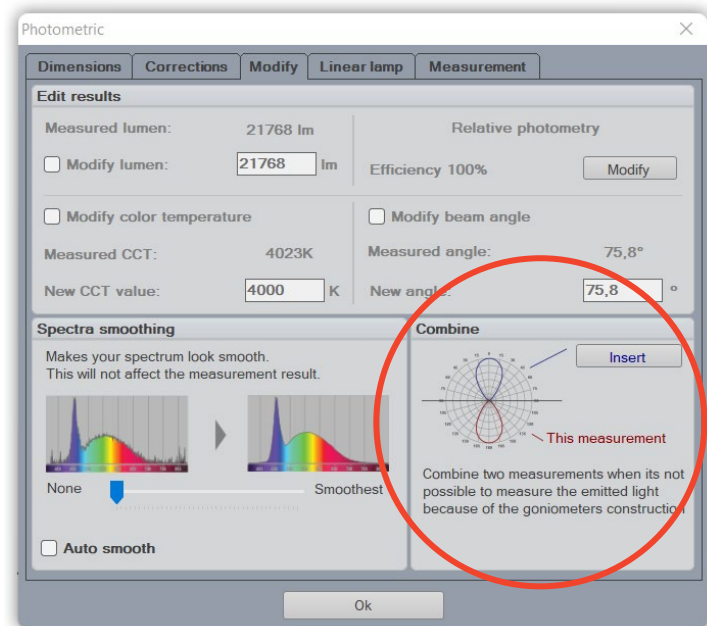 Photometric
Dimensions Corrections Modify Linear lamp Measurement
Edit results
Measured lumen: 21768 lm
Modify lumen: 21768 lm
Relative photometry
Efficiency 100% Modify
Modify color temperature
Measured CCT: 4023K
New CCT value: 4000 K
Modify beam angle
Measured angle: 75,8°
New angle: 75,8 °
Spectra smoothing
Makes your spectrum look smooth.
This will not affect the measurement result.
None Smoothest
Auto smooth
Combine
Insert
This measurement
Combine two measurements when its not
possible to measure the emitted light
because of the goniometers construction
Ok